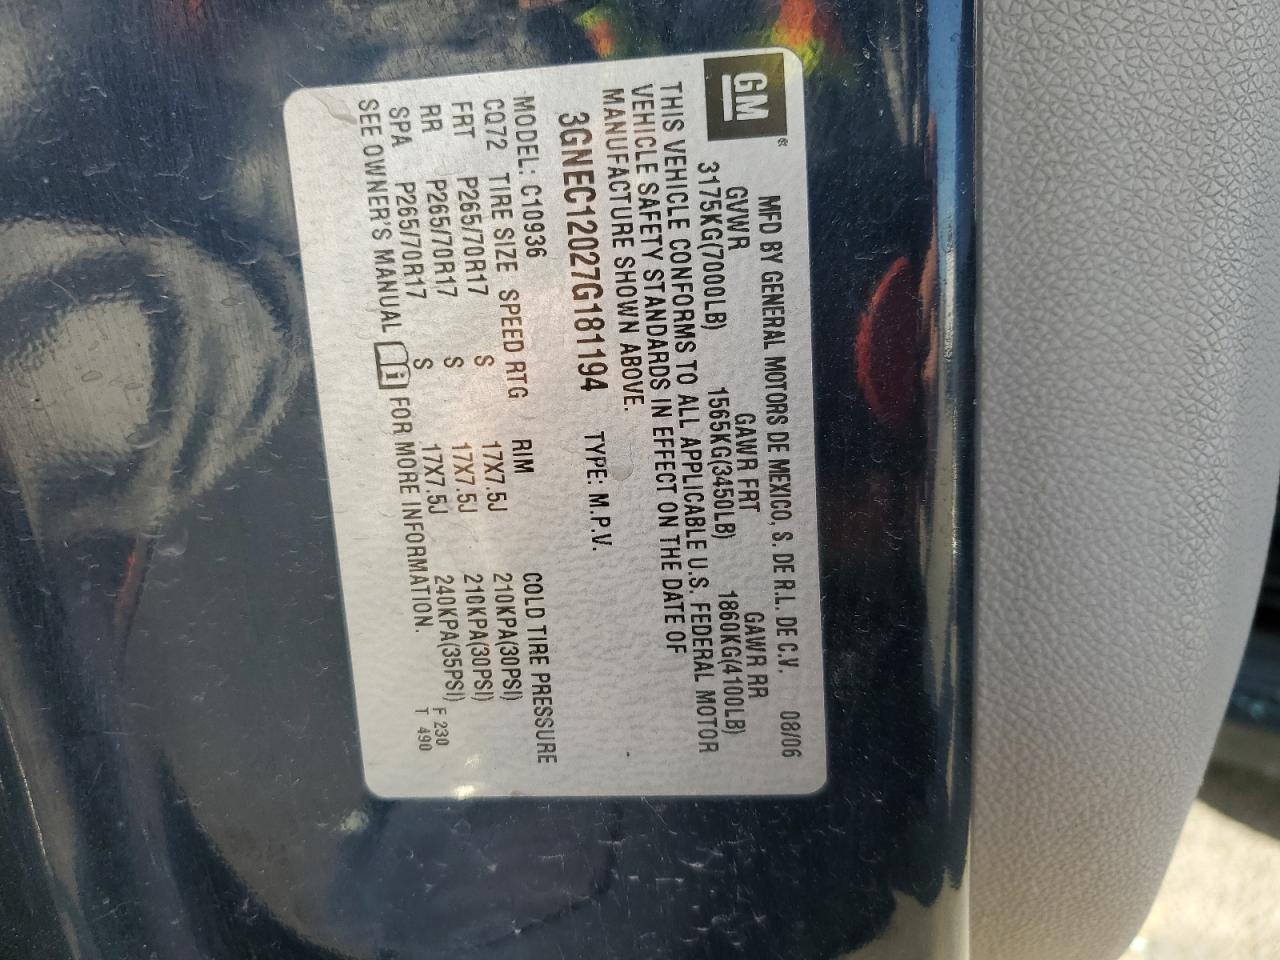 GM®
MFD BY GENERAL MOTORS DE MEXICO, S. DE R.L. DE C.V. 08/06
GVWR GAWR FRT GAWR RR
3175KG(7000LB) 1565KG(3450LB) 1860KG(4100LB)
THIS VEHICLE CONFORMS TO ALL APPLICABLE U.S. FEDERAL MOTOR
VEHICLE SAFETY STANDARDS IN EFFECT ON THE DATE OF
MANUFACTURE SHOWN ABOVE.
3GNEC12027G181194 TYPE: M.P.V.
MODEL: C10936
CQ72 TIRE SIZE SPEED RTG RIM COLD TIRE PRESSURE
FRT P265/70R17 S 17X7.5J 210KPA(30PSI)
RR P265/70R17 S 17X7.5J 210KPA(30PSI)
SPA P265/70R17 S 17X7.5J 240KPA(35PSI)
SEE OWNER'S MANUAL i FOR MORE INFORMATION.
F 230
T 490